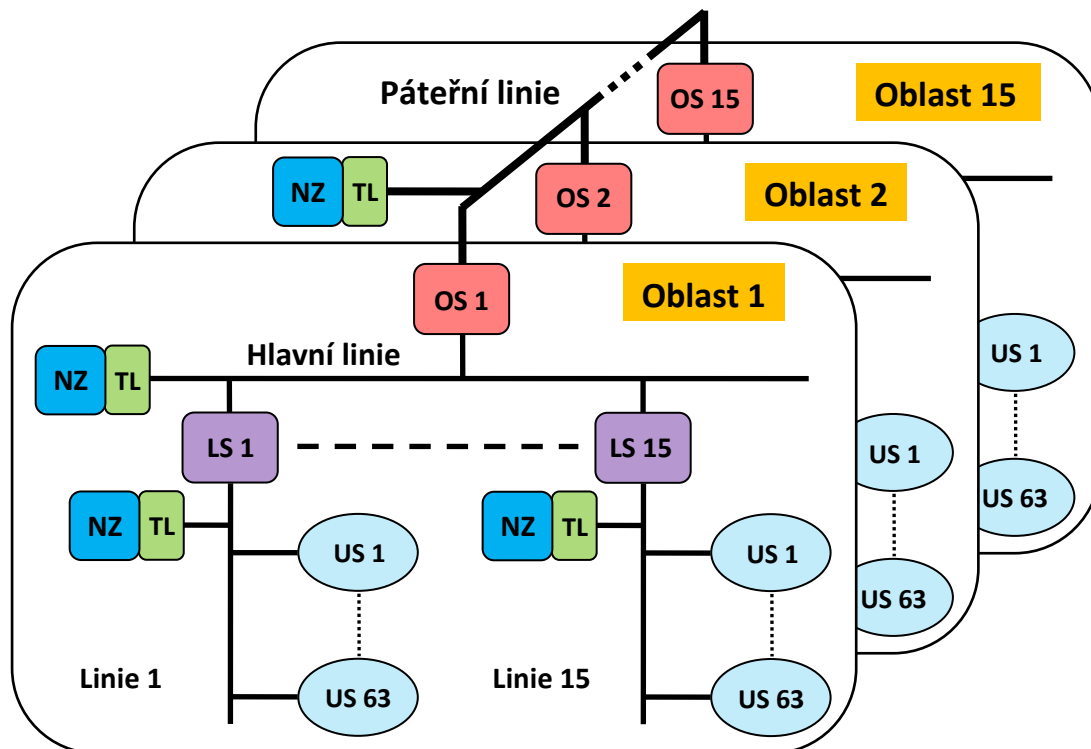 Páteřní linie
OS 15
Oblast 15
NZ
TL
OS 2
Oblast 2
OS 1
Oblast 1
Hlavní linie
NZ
TL
LS 1
LS 15
US 1
US 1
US 63
NZ
TL
US 1
NZ
TL
US 1
US 63
Linie 1
US 63
Linie 15
US 63